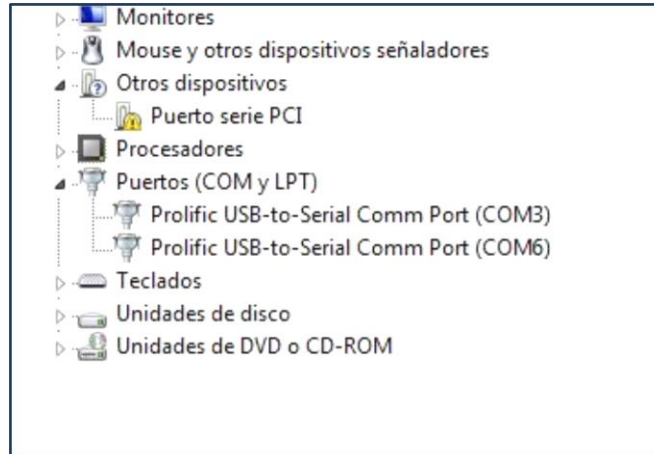 Monitores
Mouse y otros dispositivos señaladores
Otros dispositivos
Puerto serie PCI
Procesadores
Puertos (COM y LPT)
Prolific USB-to-Serial Comm Port (COM3)
Prolific USB-to-Serial Comm Port (COM6)
Teclados
Unidades de disco
Unidades de DVD o CD-ROM